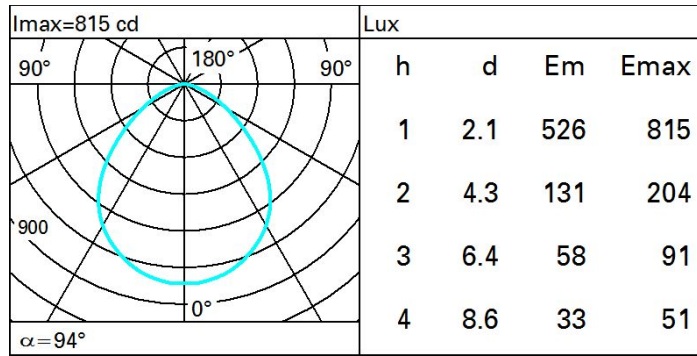 Imax=815 cd
Lux
90°
180°
90°
900
0°
α=94°
h d Em Emax
1 2.1 526 815
2 4.3 131 204
3 6.4 58 91
4 8.6 33 51